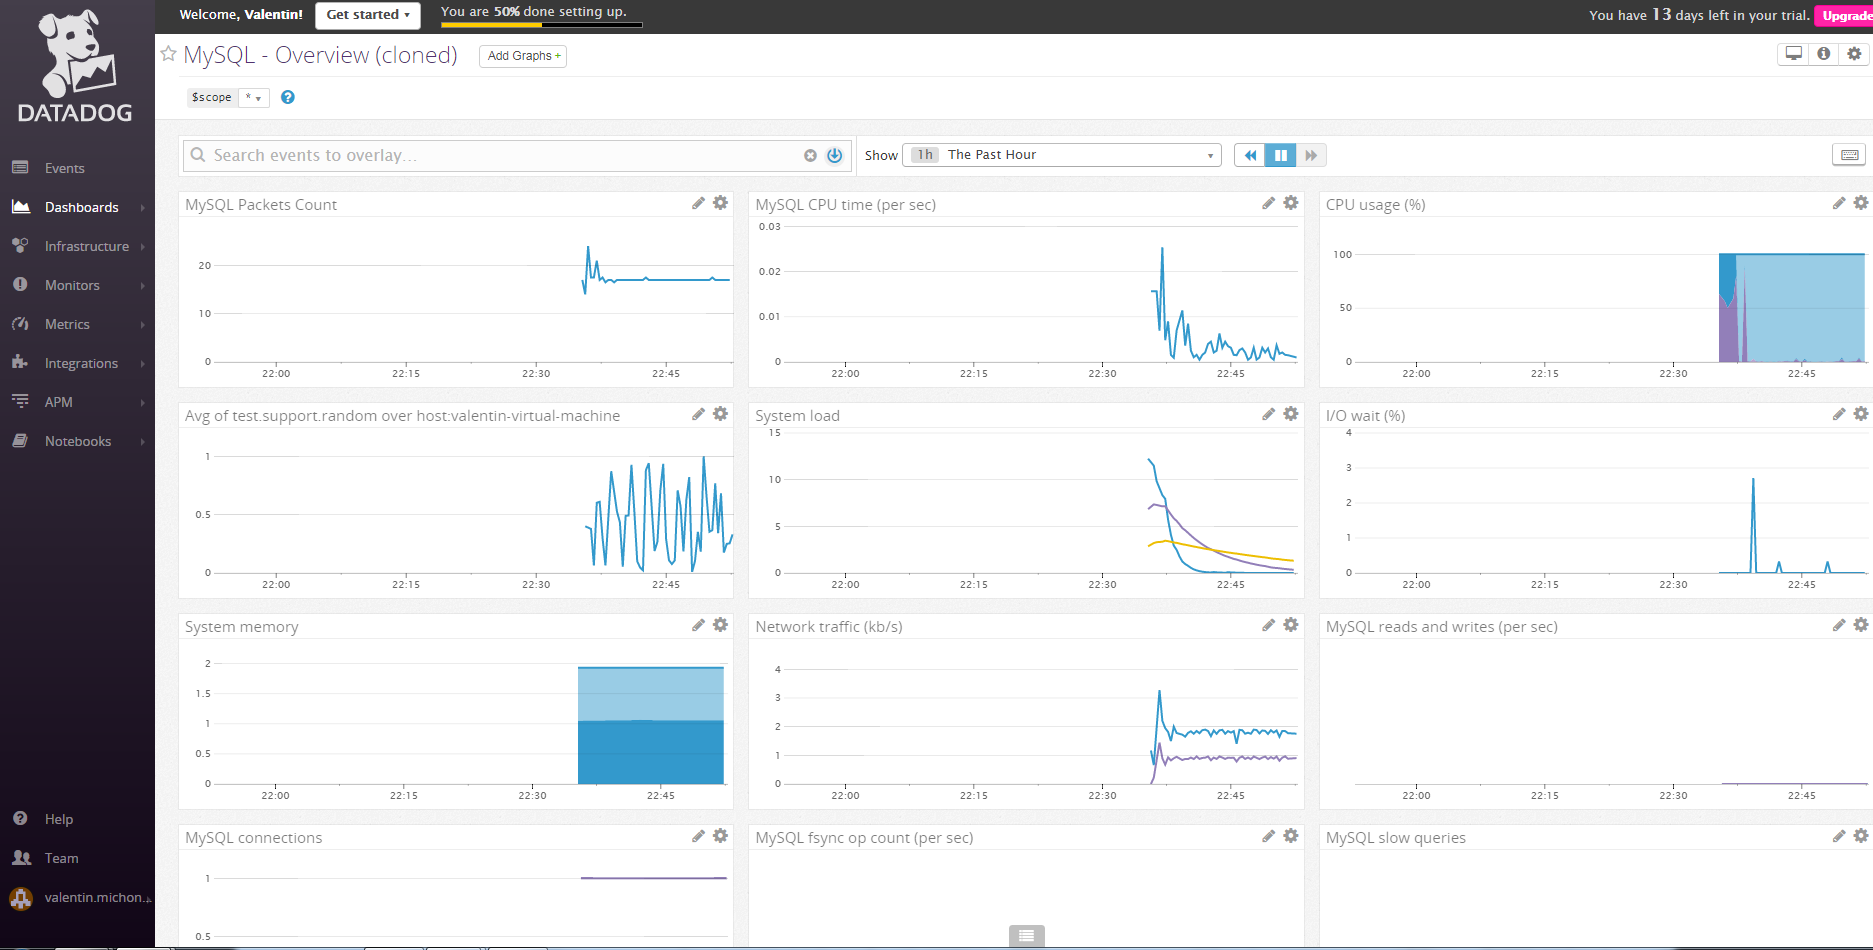 Welcome, Valentin!
Get started ▾
You are 50% done setting up.
You have 13 days left in your trial.
Upgrade
DATADOG
Events
Dashboards
Infrastructure
Monitors
Metrics
Integrations
APM
Notebooks
Help
Team
valentin.michon...
MySQL - Overview (cloned)
Add Graphs +
$scope
* ▾
?
Search events to overlay...
Show
1h The Past Hour
MySQL Packets Count
20
10
0
22:00 22:15 22:30 22:45
MySQL CPU time (per sec)
0.03
0.02
0.01
0
22:00 22:15 22:30 22:45
CPU usage (%)
100
50
0
22:00 22:15 22:30 22:45
Avg of test.support.random over host:valentin-virtual-machine
1
0.5
0
22:00 22:15 22:30 22:45
System load
15
10
5
0
22:00 22:15 22:30 22:45
I/O wait (%)
4
3
2
1
0
22:00 22:15 22:30 22:45
System memory
2
1.5
1
0.5
0
22:00 22:15 22:30 22:45
Network traffic (kb/s)
4
3
2
1
0
22:00 22:15 22:30 22:45
MySQL reads and writes (per sec)
22:00 22:15 22:30 22:45
MySQL connections
1
0.5
MySQL fsync op count (per sec)
MySQL slow queries